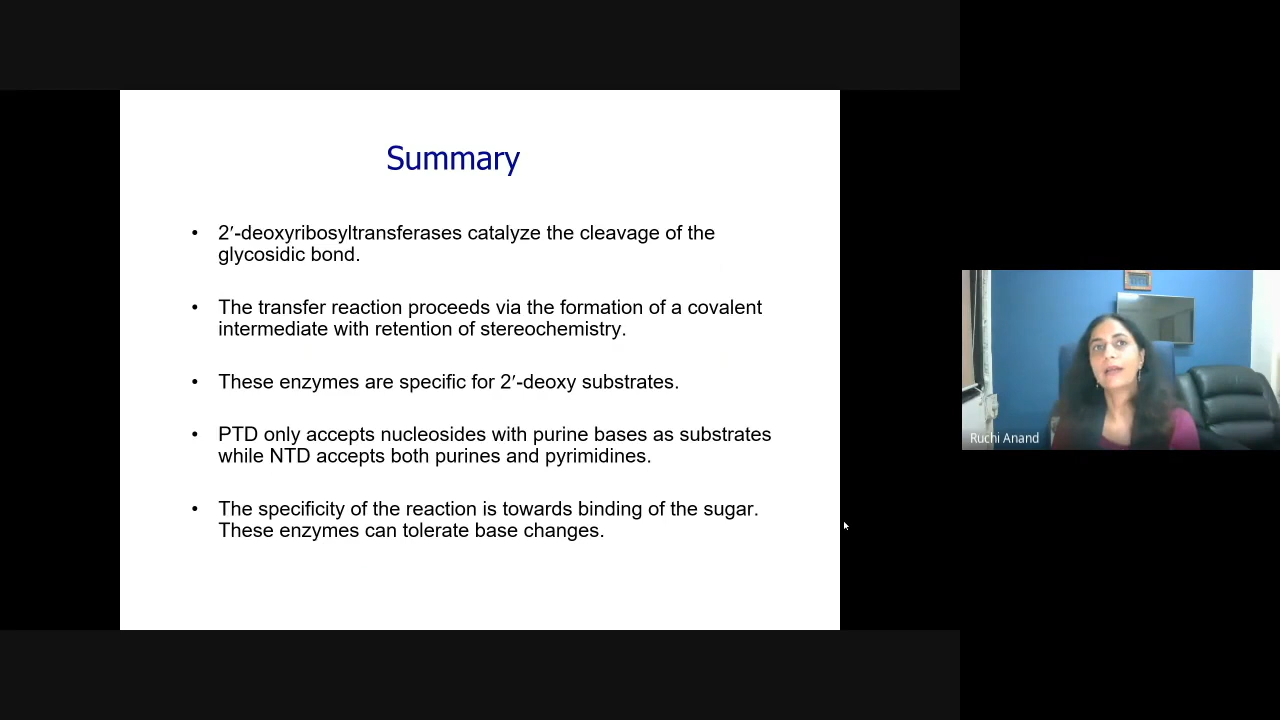 Summary
• 2′-deoxyribosyltransferases catalyze the cleavage of the
glycosidic bond.
• The transfer reaction proceeds via the formation of a covalent
intermediate with retention of stereochemistry.
• These enzymes are specific for 2′-deoxy substrates.
• PTD only accepts nucleosides with purine bases as substrates
while NTD accepts both purines and pyrimidines.
• The specificity of the reaction is towards binding of the sugar.
These enzymes can tolerate base changes.
Ruchi Anand